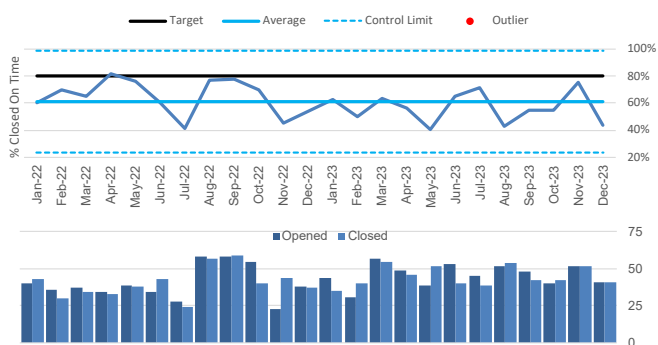 Target Average Control Limit Outlier
% Closed On Time
100%
80%
60%
40%
20%
Jan-22 Feb-22 Mar-22 Apr-22 May-22 Jun-22 Jul-22 Aug-22 Sep-22 Oct-22 Nov-22 Dec-22 Jan-23 Feb-23 Mar-23 Apr-23 May-23 Jun-23 Jul-23 Aug-23 Sep-23 Oct-23 Nov-23 Dec-23
Opened Closed
75
50
25
0